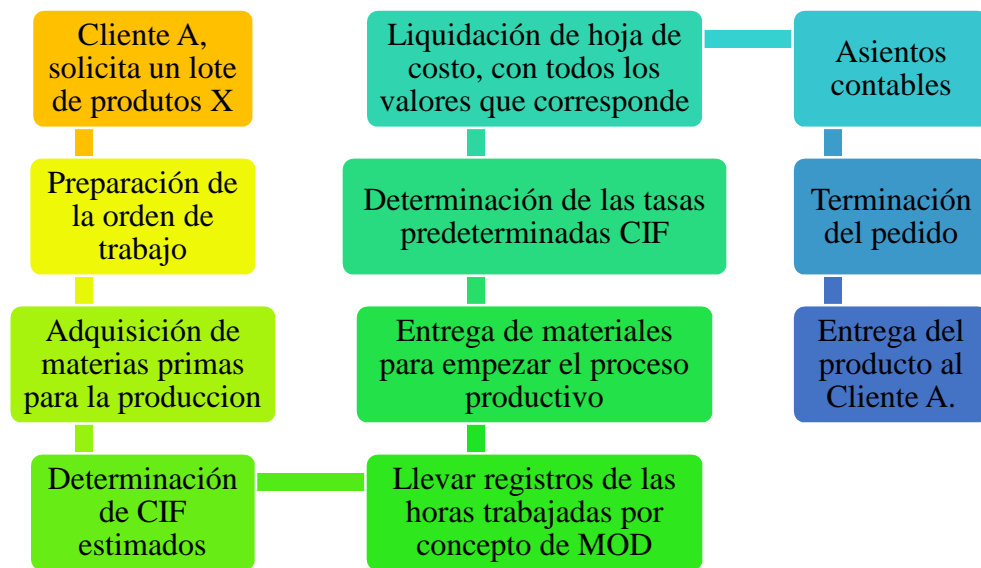 Cliente A,
solicita un lote
de produtos X
Preparación de
la orden de
trabajo
Adquisición de
materias primas
para la produccion
Determinación
de CIF
estimados
Llevar registros de las
horas trabajadas por
concepto de MOD
Entrega de materiales
para empezar el proceso
productivo
Determinación de las tasas
predeterminadas CIF
Liquidación de hoja de
costo, con todos los
valores que corresponde
Asientos
contables
Terminación
del pedido
Entrega del
producto al
Cliente A.